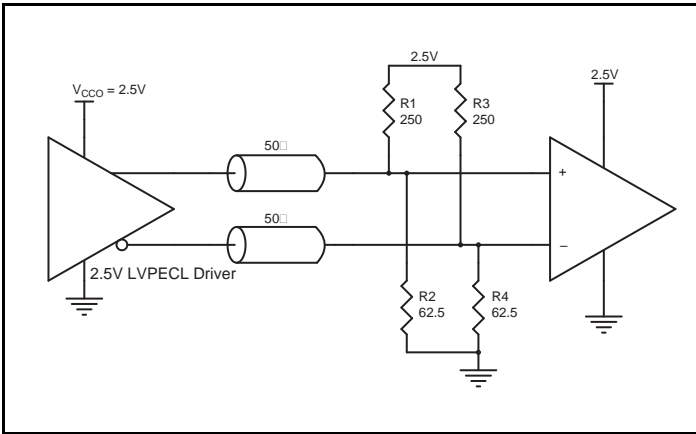 2.5V
V_CCO = 2.5V
2.5V
R1
250
R3
250
50□
+
50□
−
2.5V LVPECL Driver
R2
62.5
R4
62.5